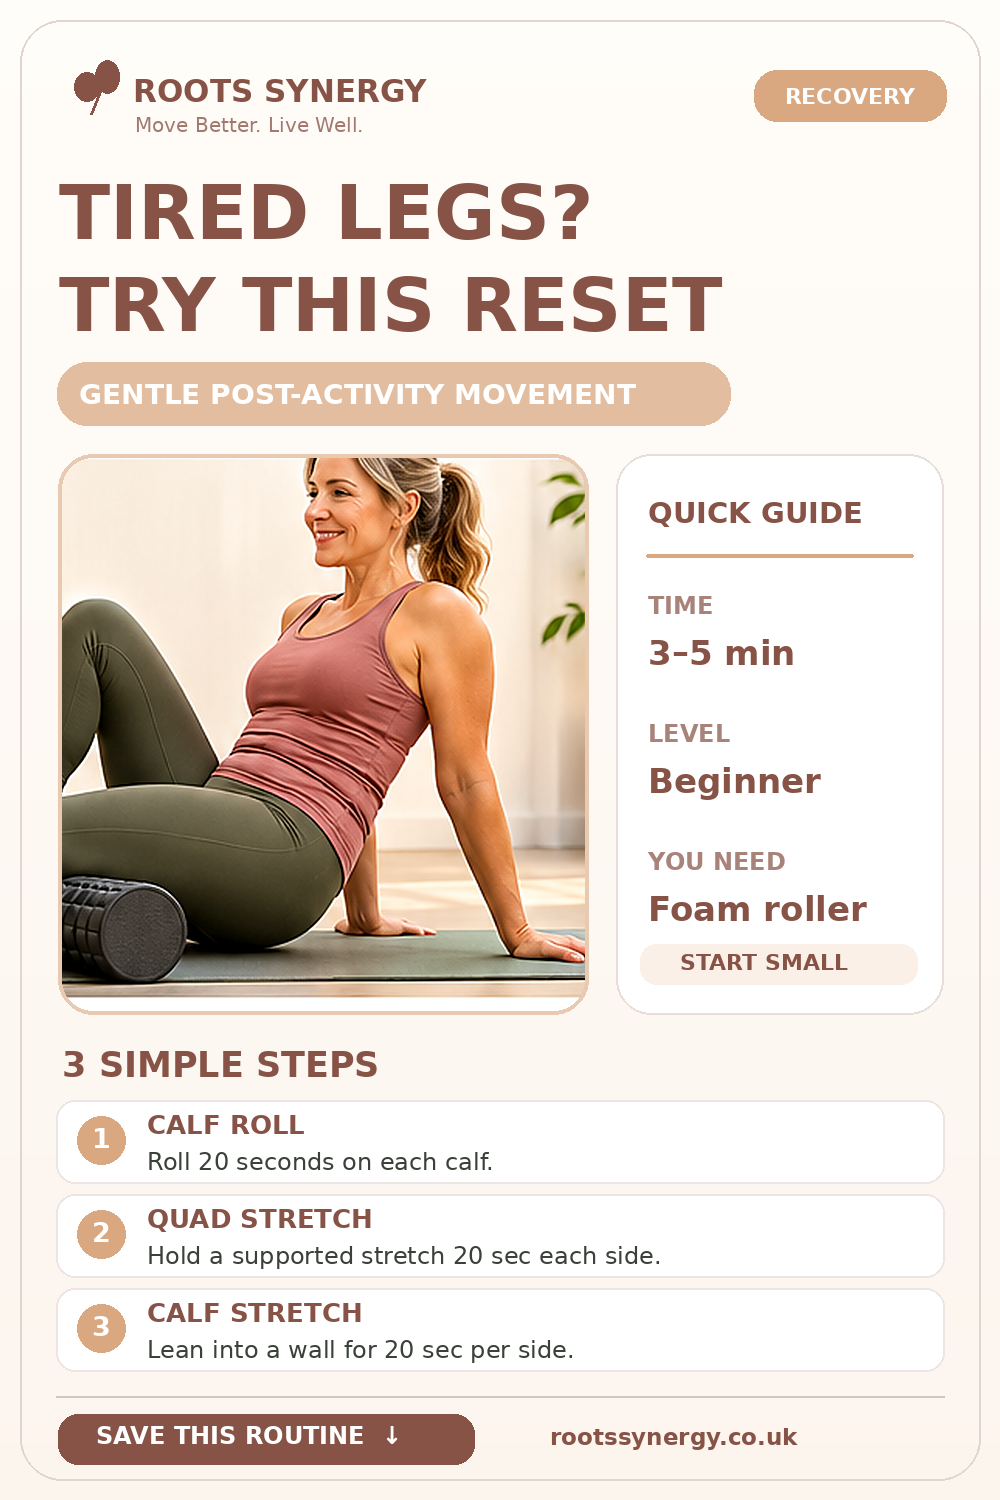 ROOTS SYNERGY
Move Better. Live Well.
RECOVERY
TIRED LEGS?
TRY THIS RESET
GENTLE POST-ACTIVITY MOVEMENT
QUICK GUIDE
TIME
3–5 min
LEVEL
Beginner
YOU NEED
Foam roller
START SMALL
3 SIMPLE STEPS
1
CALF ROLL
Roll 20 seconds on each calf.
2
QUAD STRETCH
Hold a supported stretch 20 sec each side.
3
CALF STRETCH
Lean into a wall for 20 sec per side.
SAVE THIS ROUTINE ↓
rootssynergy.co.uk